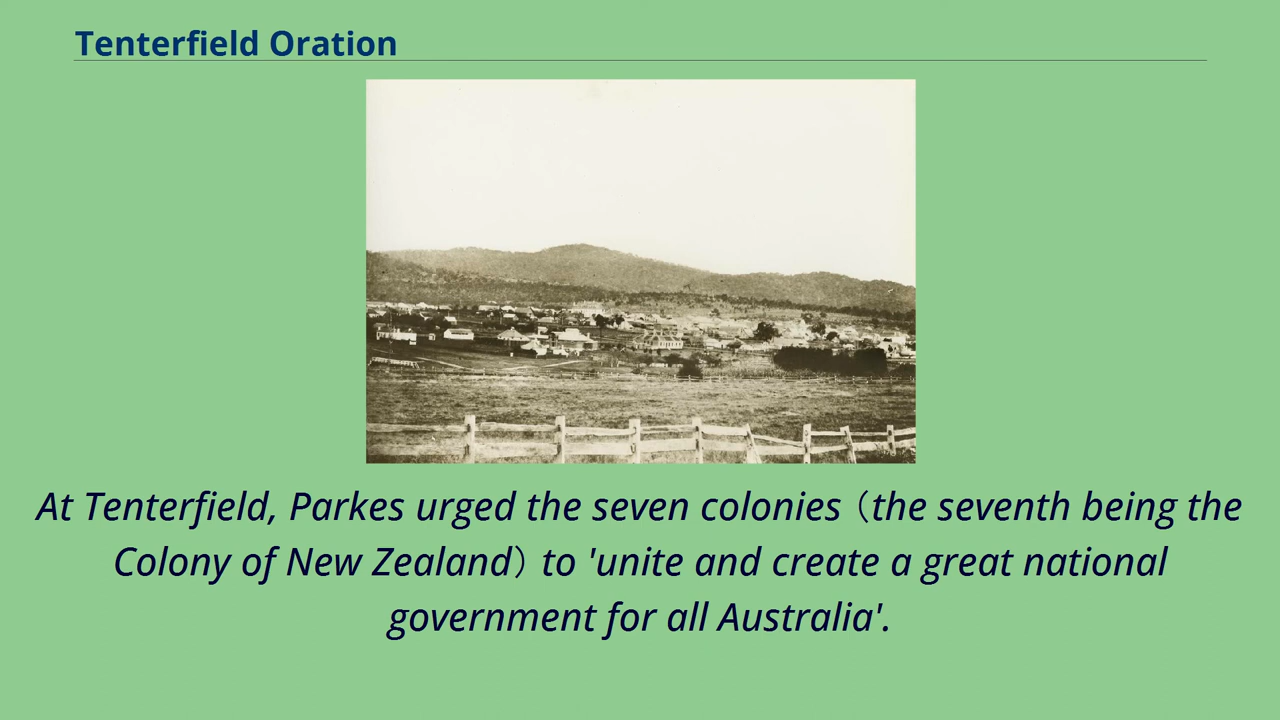 Tenterfield Oration
At Tenterfield, Parkes urged the seven colonies（the seventh being the
Colony of New Zealand）to 'unite and create a great national
government for all Australia'.